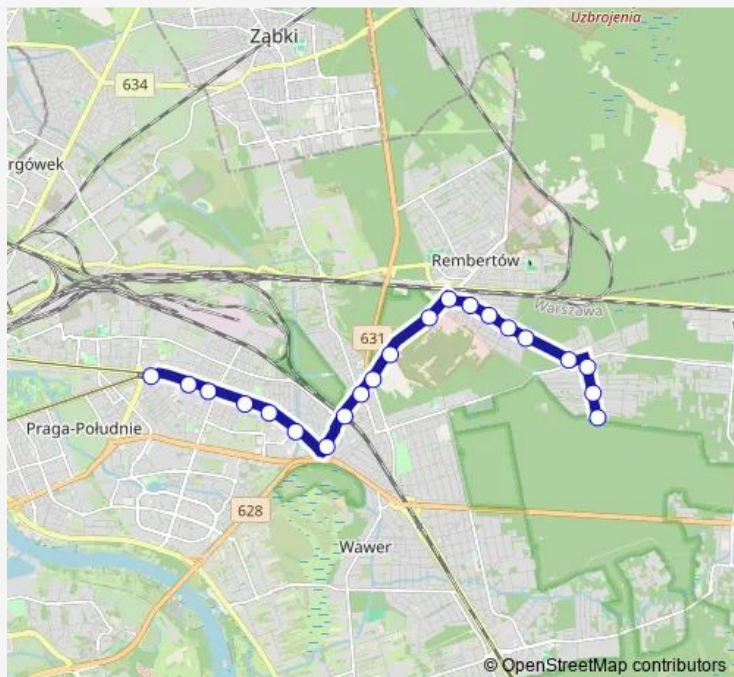 Uzbrojenia
Ząbki
634
rgówek
Rembertów
Warszawa
631
Praga-Południe
628
Wawer
© OpenStreetMap contributors